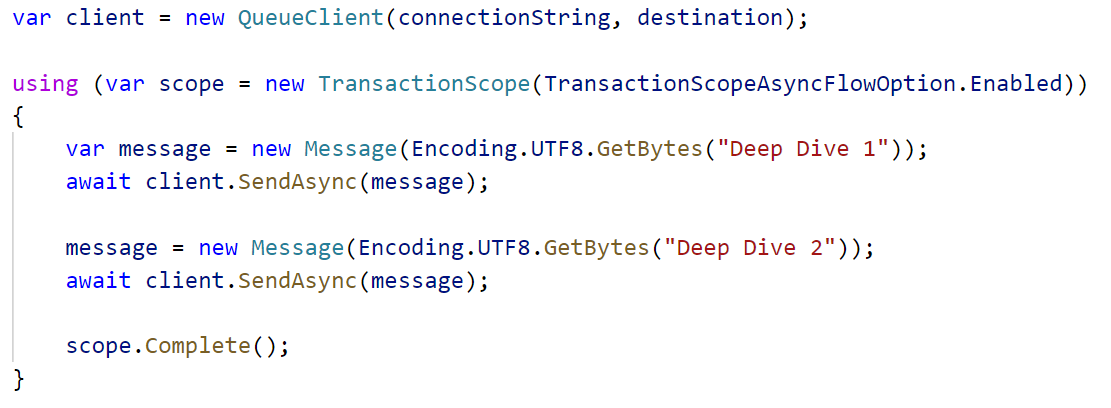 var client = new QueueClient(connectionString, destination);
using (var scope = new TransactionScope(TransactionScopeAsyncFlowOption.Enabled))
{
    var message = new Message(Encoding.UTF8.GetBytes("Deep Dive 1"));
    await client.SendAsync(message);
    message = new Message(Encoding.UTF8.GetBytes("Deep Dive 2"));
    await client.SendAsync(message);
    scope.Complete();
}